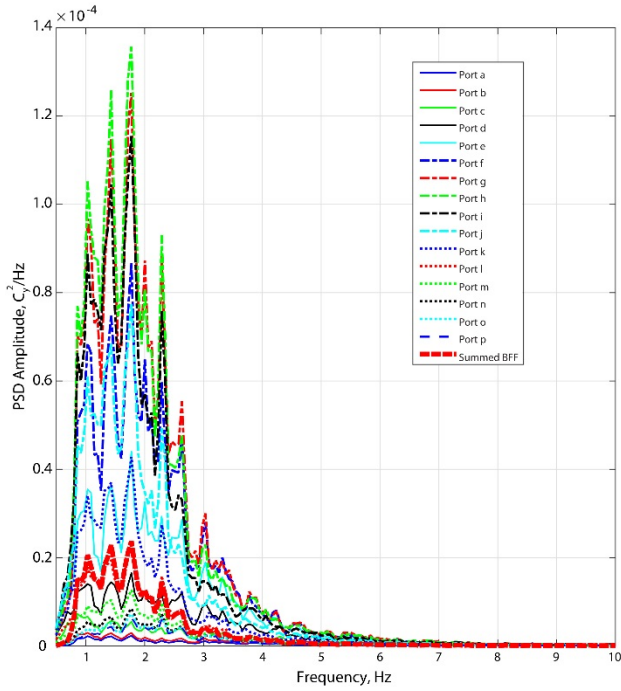 ×10⁻⁴
1.4
1.2
1.0
0.8
0.6
0.4
0.2
0
PSD Amplitude, C_y²/Hz
1 2 3 4 5 6 7 8 9 10
Frequency, Hz
Port a
Port b
Port c
Port d
Port e
Port f
Port g
Port h
Port i
Port j
Port k
Port l
Port m
Port n
Port o
Port p
Summed BFF